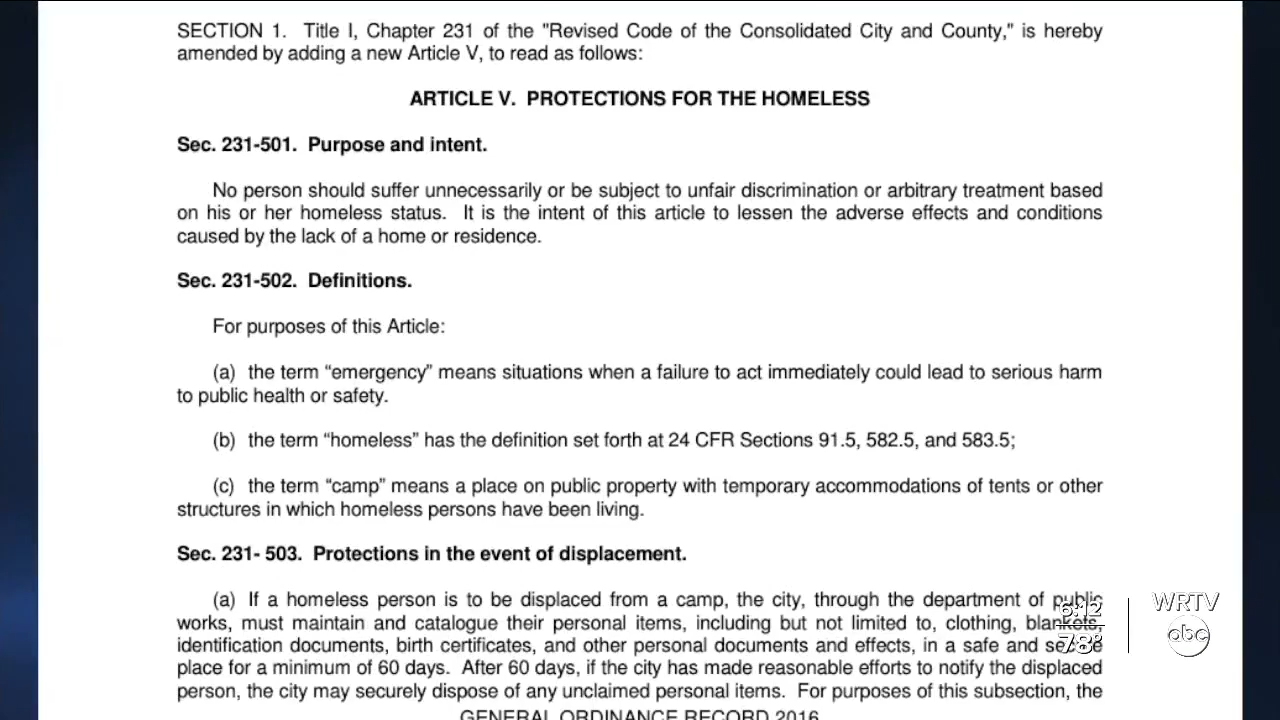 SECTION 1. Title I, Chapter 231 of the "Revised Code of the Consolidated City and County," is hereby
amended by adding a new Article V, to read as follows:
ARTICLE V. PROTECTIONS FOR THE HOMELESS
Sec. 231-501. Purpose and intent.
No person should suffer unnecessarily or be subject to unfair discrimination or arbitrary treatment based
on his or her homeless status. It is the intent of this article to lessen the adverse effects and conditions
caused by the lack of a home or residence.
Sec. 231-502. Definitions.
For purposes of this Article:
(a) the term “emergency” means situations when a failure to act immediately could lead to serious harm
to public health or safety.
(b) the term “homeless” has the definition set forth at 24 CFR Sections 91.5, 582.5, and 583.5;
(c) the term “camp” means a place on public property with temporary accommodations of tents or other
structures in which homeless persons have been living.
Sec. 231- 503. Protections in the event of displacement.
(a) If a homeless person is to be displaced from a camp, the city, through the department of public
works, must maintain and catalogue their personal items, including but not limited to, clothing, blankets,
identification documents, birth certificates, and other personal documents and effects, in a safe and secure
place for a minimum of 60 days. After 60 days, if the city has made reasonable efforts to notify the displaced
person, the city may securely dispose of any unclaimed personal items. For purposes of this subsection, the
GENERAL ORDINANCE RECORD 2016
6:12
78°
WRTV
abc